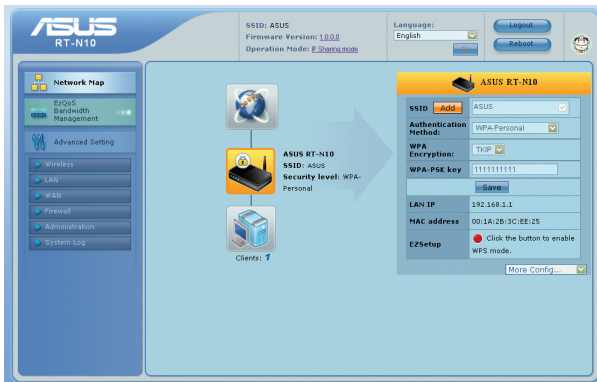 ASUS
RT-N10
SSID: ASUS
Firmware Version: 1.0.0.0
Operation Mode: IP Sharing mode
Language:
English
Logout
Reboot
Network Map
EzQoS
Bandwidth
Management
Advanced Setting
Wireless
LAN
WAN
Firewall
Administration
System Log
ASUS RT-N10
SSID: ASUS
Security level: WPA-
Personal
Clients: 1
ASUS RT-N10
SSID Add ASUS
Authentication
Method: WPA-Personal
WPA
Encryption: TKIP
WPA-PSK key 1111111111
Save
LAN IP 192.168.1.1
MAC address 00:1A:2B:3C:EE:25
EZSetup Click the button to enable
WPS mode.
More Config...